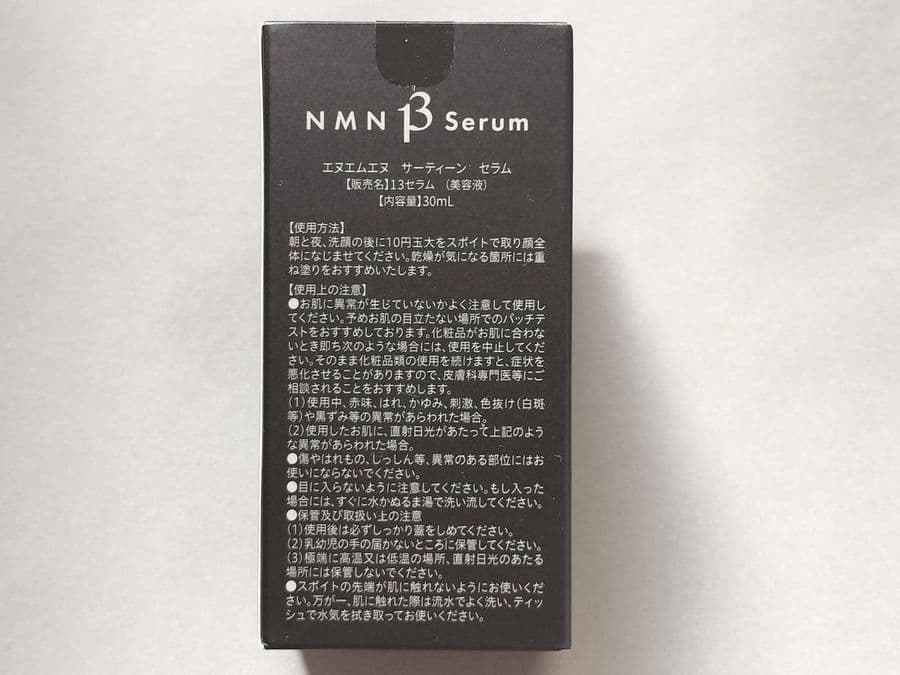 NMN 13 Serum
エヌエムエヌ サーティーン セラム
【販売名】13セラム (美容液)
【内容量】30mL
【使用方法】
朝と夜、洗顔の後に10円玉大をスポイトで取り顔全
体になじませてください。乾燥が気になる箇所には重
ね塗りをおすすめいたします。
【使用上の注意】
●お肌に異常が生じていないかよく注意して使用し
てください。予めお肌の目立たない場所でのパッチテ
ストをおすすめしております。化粧品がお肌に合わな
いとき即ち次のような場合には、使用を中止してくだ
さい。そのまま化粧品類の使用を続けますと、症状を
悪化させることがありますので、皮膚科専門医等にご
相談されることをおすすめします。
(1)使用中、赤味、はれ、かゆみ、刺激、色抜け(白斑
等)や黒ずみ等の異常があらわれた場合。
(2)使用したお肌に、直射日光があたって上記のよう
な異常があらわれた場合。
●傷やはれもの、しっしん等、異常のある部位にはお
使いにならないでください。
●目に入らないように注意してください。もし入った
場合には、すぐに水かぬるま湯で洗い流してください。
●保管及び取扱い上の注意
(1)使用後は必ずしっかり蓋をしめてください。
(2)乳幼児の手の届かないところに保管してください。
(3)極端に高温又は低温の場所、直射日光のあたる
場所には保管しないでください。
●スポイトの先端が肌に触れないようにお使いくだ
さい。万が一、肌に触れた際は流水でよく洗い、ティッ
シュで水気を拭き取ってお使いください。